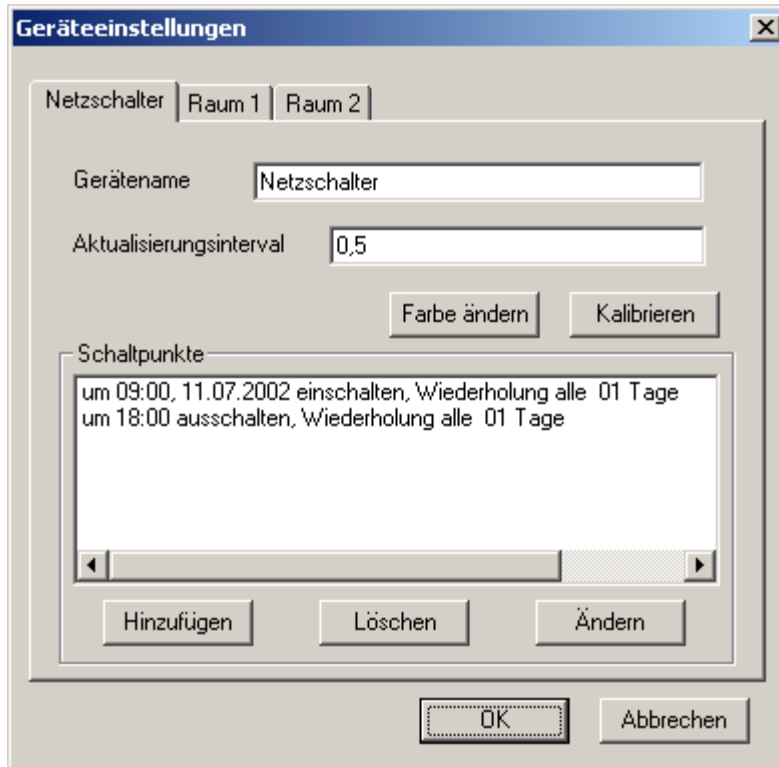 Geräteeinstellungen
Netzschalter Raum 1 Raum 2
Gerätename Netzschalter
Aktualisierungsinterval 0,5
Farbe ändern Kalibrieren
Schaltpunkte
um 09:00, 11.07.2002 einschalten, Wiederholung alle  01 Tage
um 18:00 ausschalten, Wiederholung alle  01 Tage
Hinzufügen Löschen Ändern
OK Abbrechen